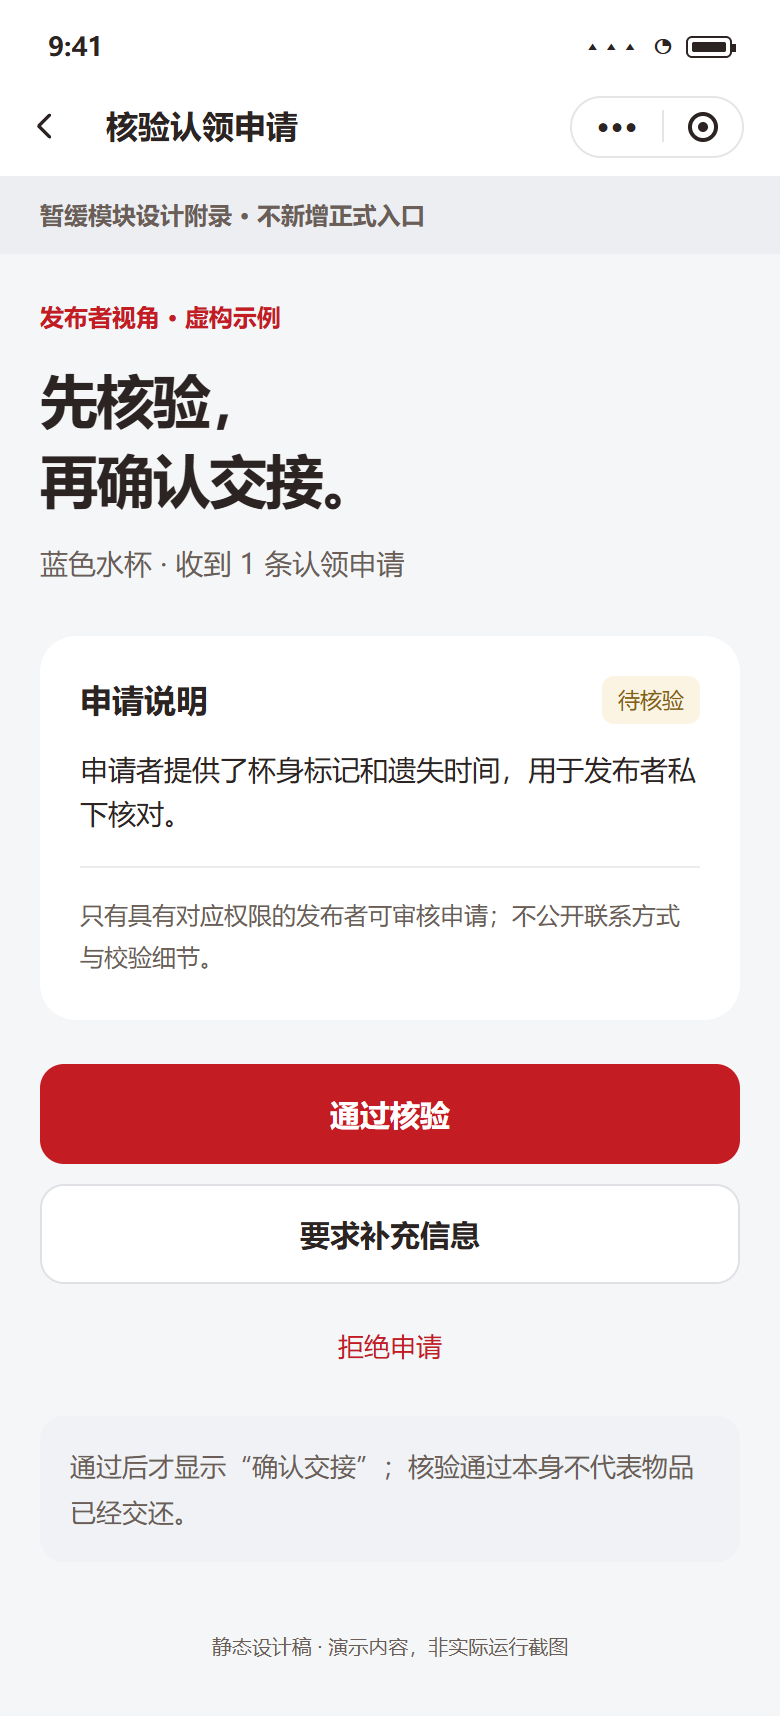 9:41
核验认领申请
暂缓模块设计附录 • 不新增正式入口
发布者视角 • 虚构示例
先核验，
再确认交接。
蓝色水杯 · 收到 1 条认领申请
申请说明
待核验
申请者提供了杯身标记和遗失时间，用于发布者私
下核对。
只有具有对应权限的发布者可审核申请；不公开联系方式
与校验细节。
通过核验
要求补充信息
拒绝申请
通过后才显示“确认交接”；核验通过本身不代表物品
已经交还。
静态设计稿 · 演示内容，非实际运行截图